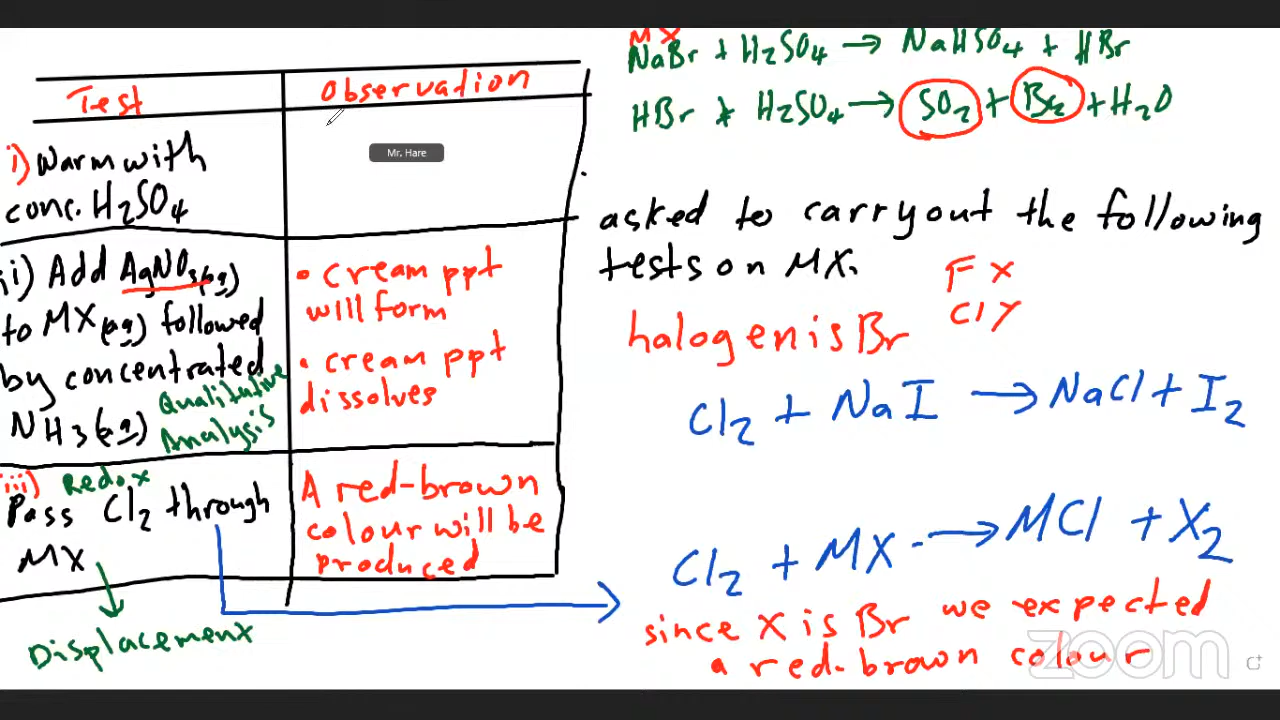 Test
Observation
i) Warm with
conc. H2SO4
Mr. Hare
ii) Add AgNO3(aq)
to MX(aq) followed
by concentrated
NH3(aq)
Qualitative
Analysis
• cream ppt
will form
• cream ppt
dissolves
iii) Redox
Pass Cl2 through
MX
A red-brown
colour will be
produced
Displacement
MX
NaBr + H2SO4 → NaHSO4 + HBr
HBr + H2SO4 → SO2 + Br2 + H2O
asked to carry out the following
tests on MX.
F x
Cl
halogen is Br
Cl2 + NaI → NaCl + I2
Cl2 + MX → MCl + X2
since X is Br we expected
a red-brown colour
zoom